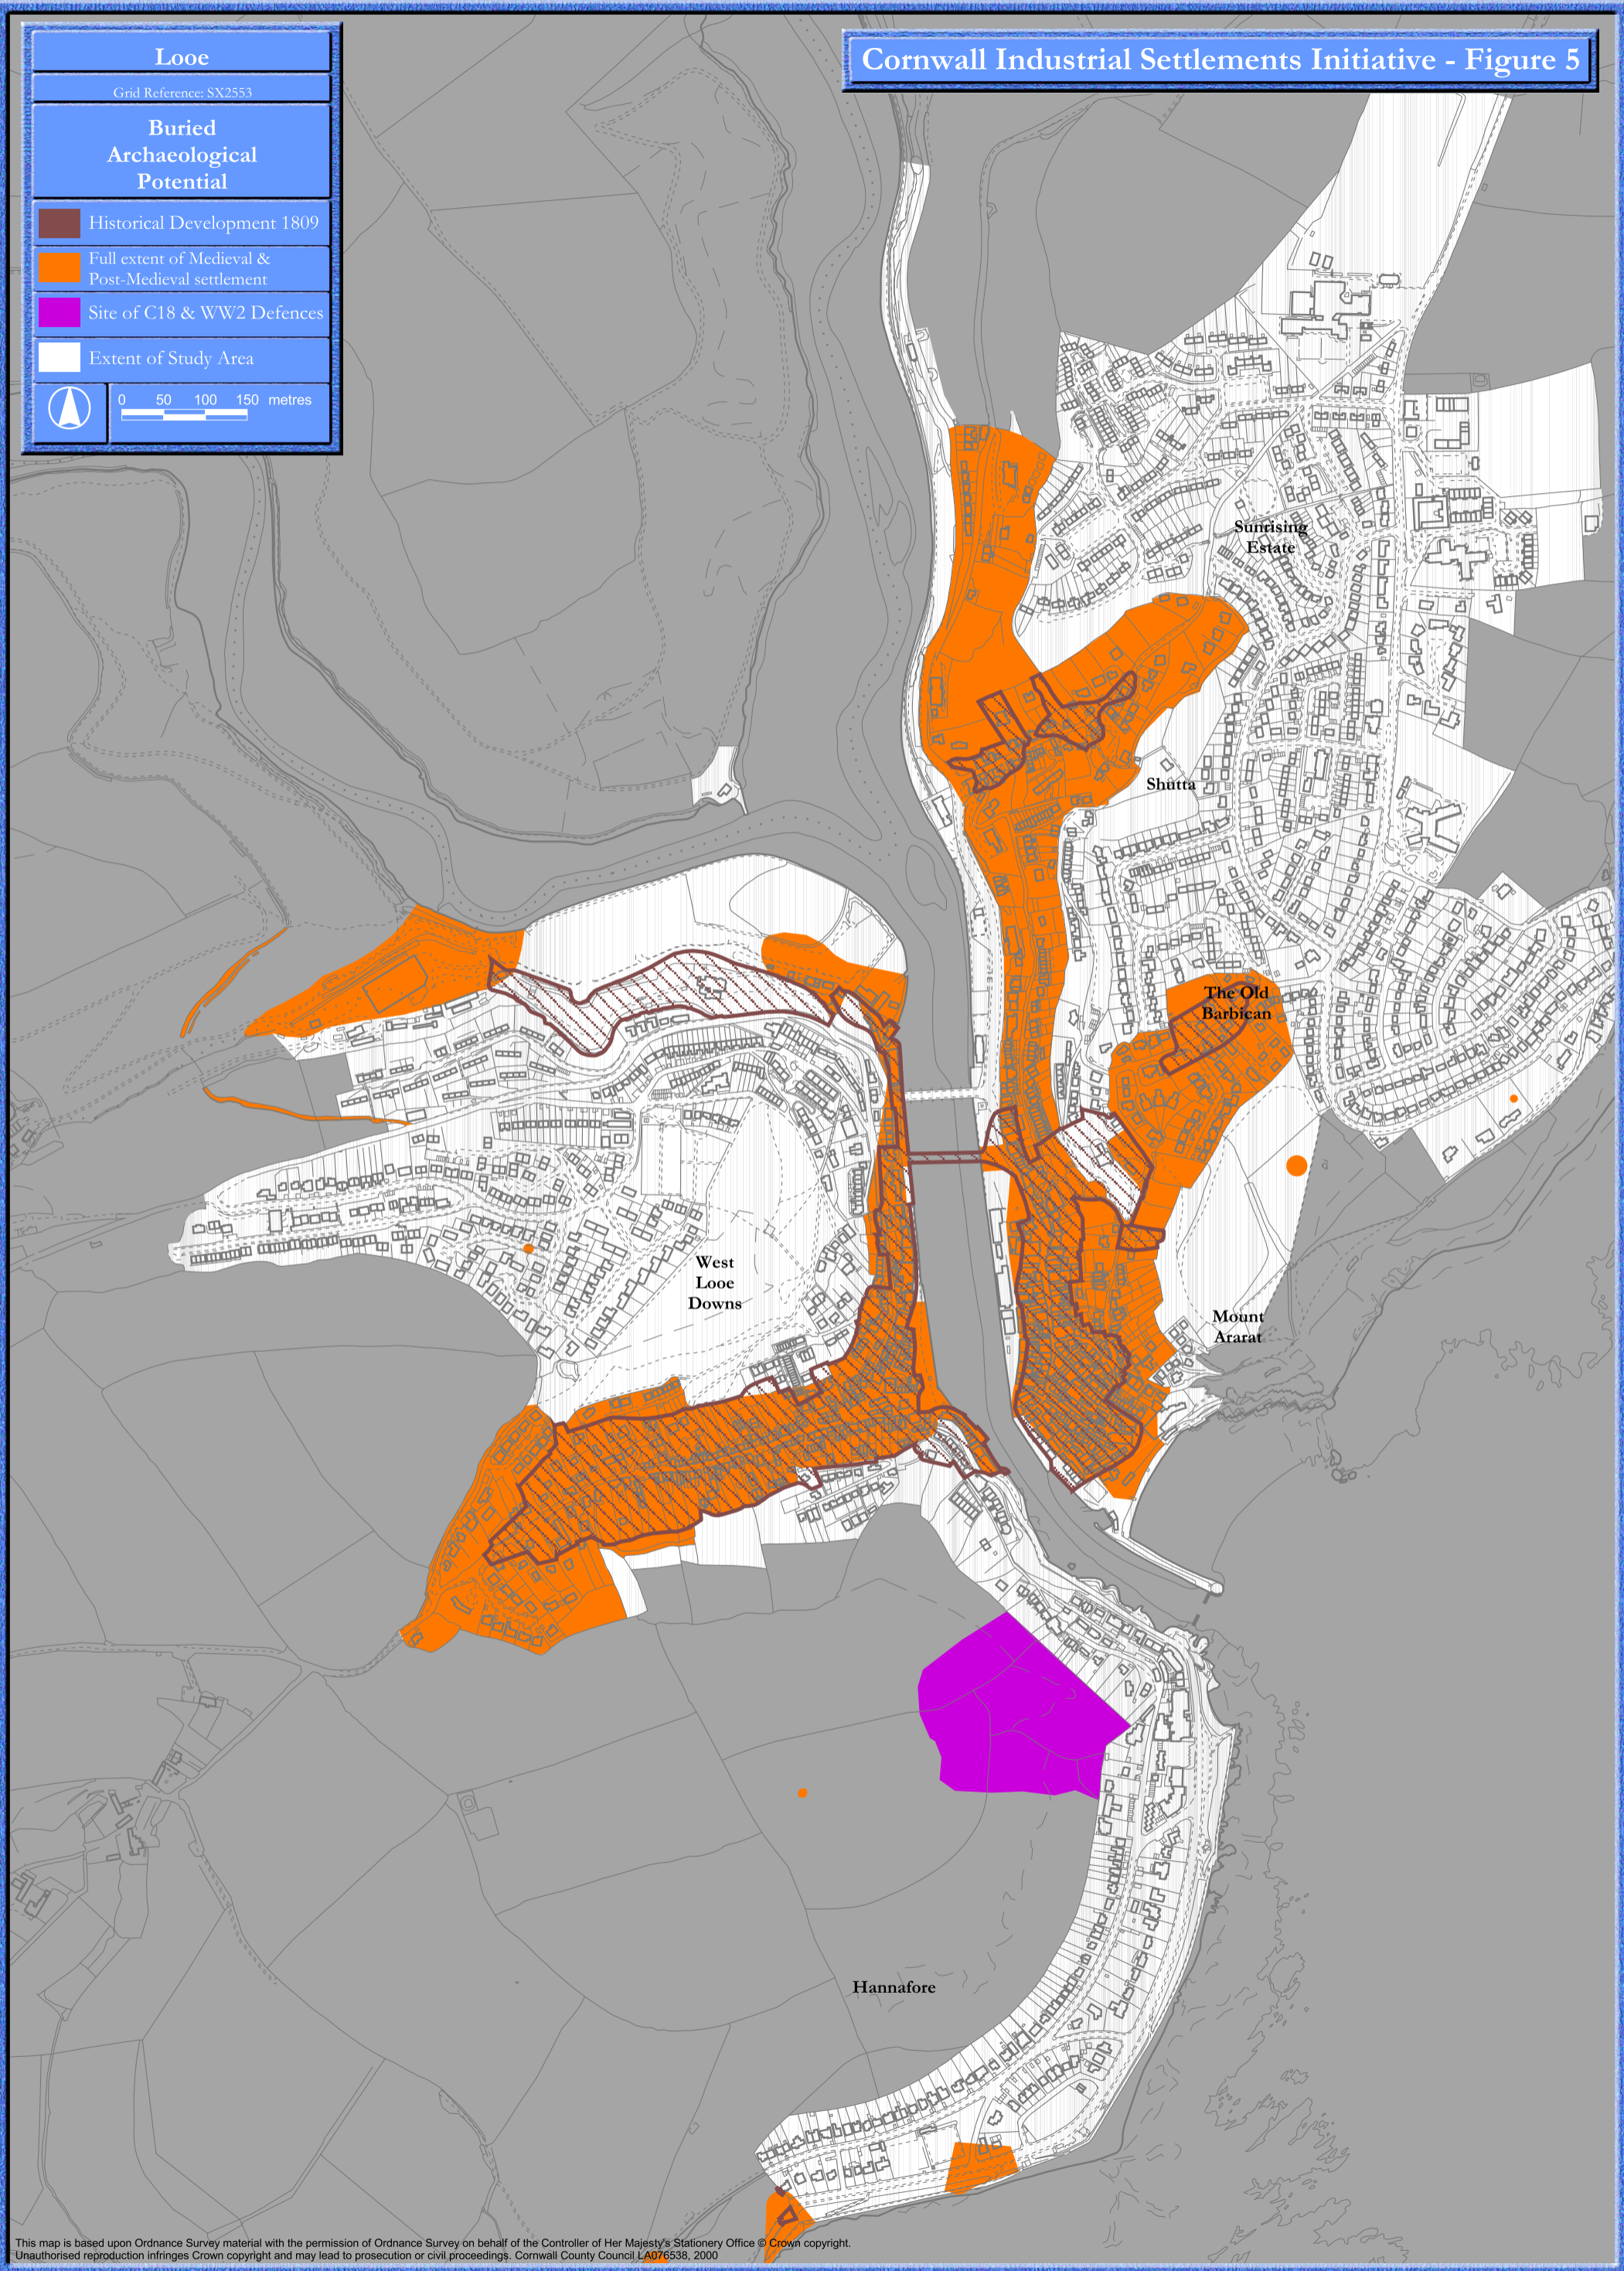 Looe
Grid Reference: SX2553
Buried
Archaeological
Potential
Historical Development 1809
Full extent of Medieval &
Post-Medieval settlement
Site of C18 & WW2 Defences
Extent of Study Area
0 50 100 150 metres
Cornwall Industrial Settlements Initiative - Figure 5
Sunrising
Estate
Shutta
The Old
Barbican
West
Looe
Downs
Mount
Ararat
Hannafore
This map is based upon Ordnance Survey material with the permission of Ordnance Survey on behalf of the Controller of Her Majesty's Stationery Office © Crown copyright.
Unauthorised reproduction infringes Crown copyright and may lead to prosecution or civil proceedings. Cornwall County Council LA076538, 2000